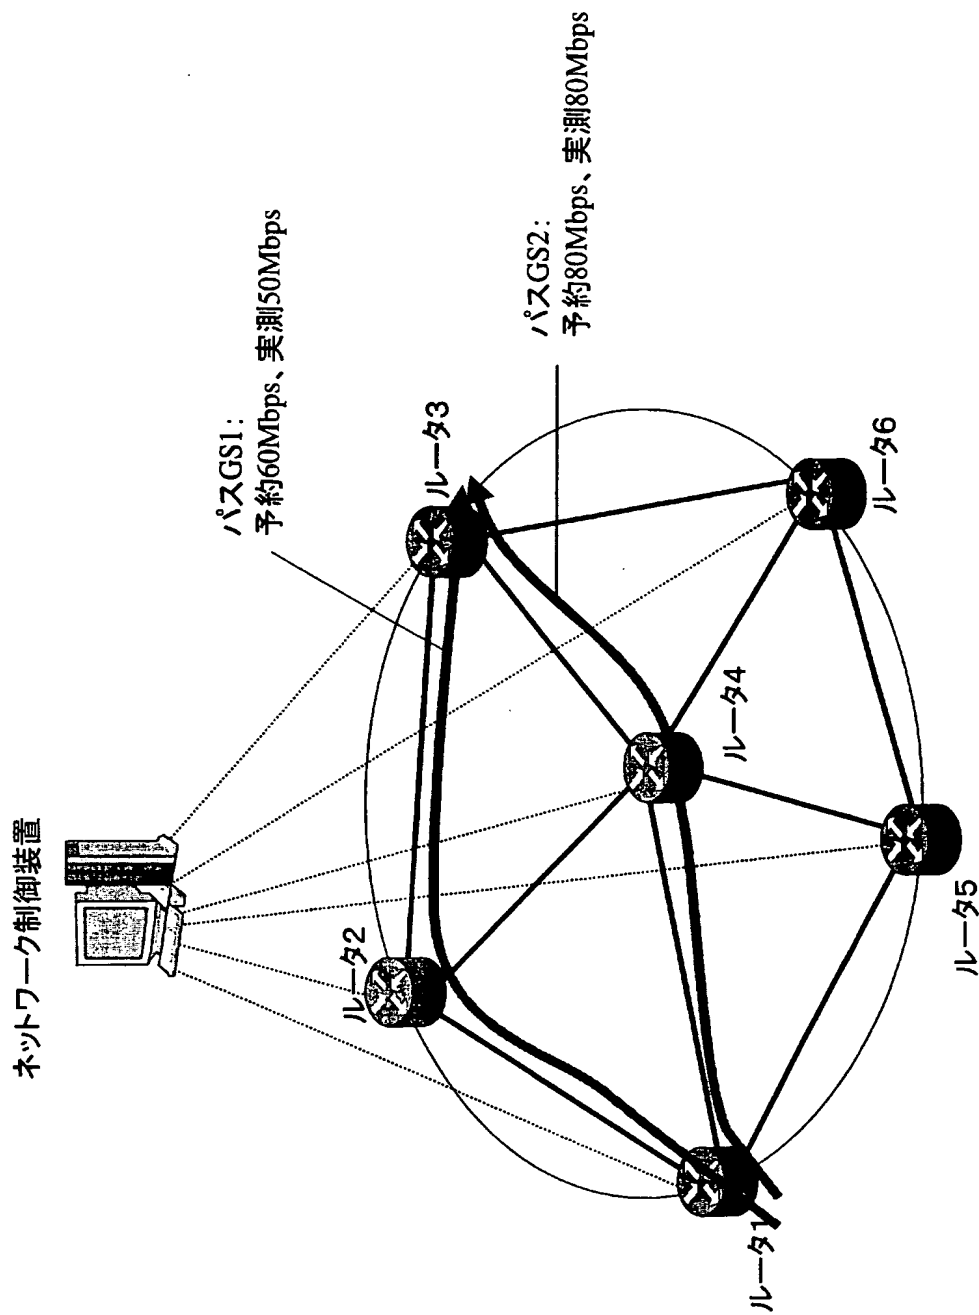 ネットワーク制御装置
パスGS1:
予約60Mbps、実測50Mbps
パスGS2:
予約80Mbps、実測80Mbps
ルータ2
ルータ3
ルータ4
ルータ1
ルータ5
ルータ6